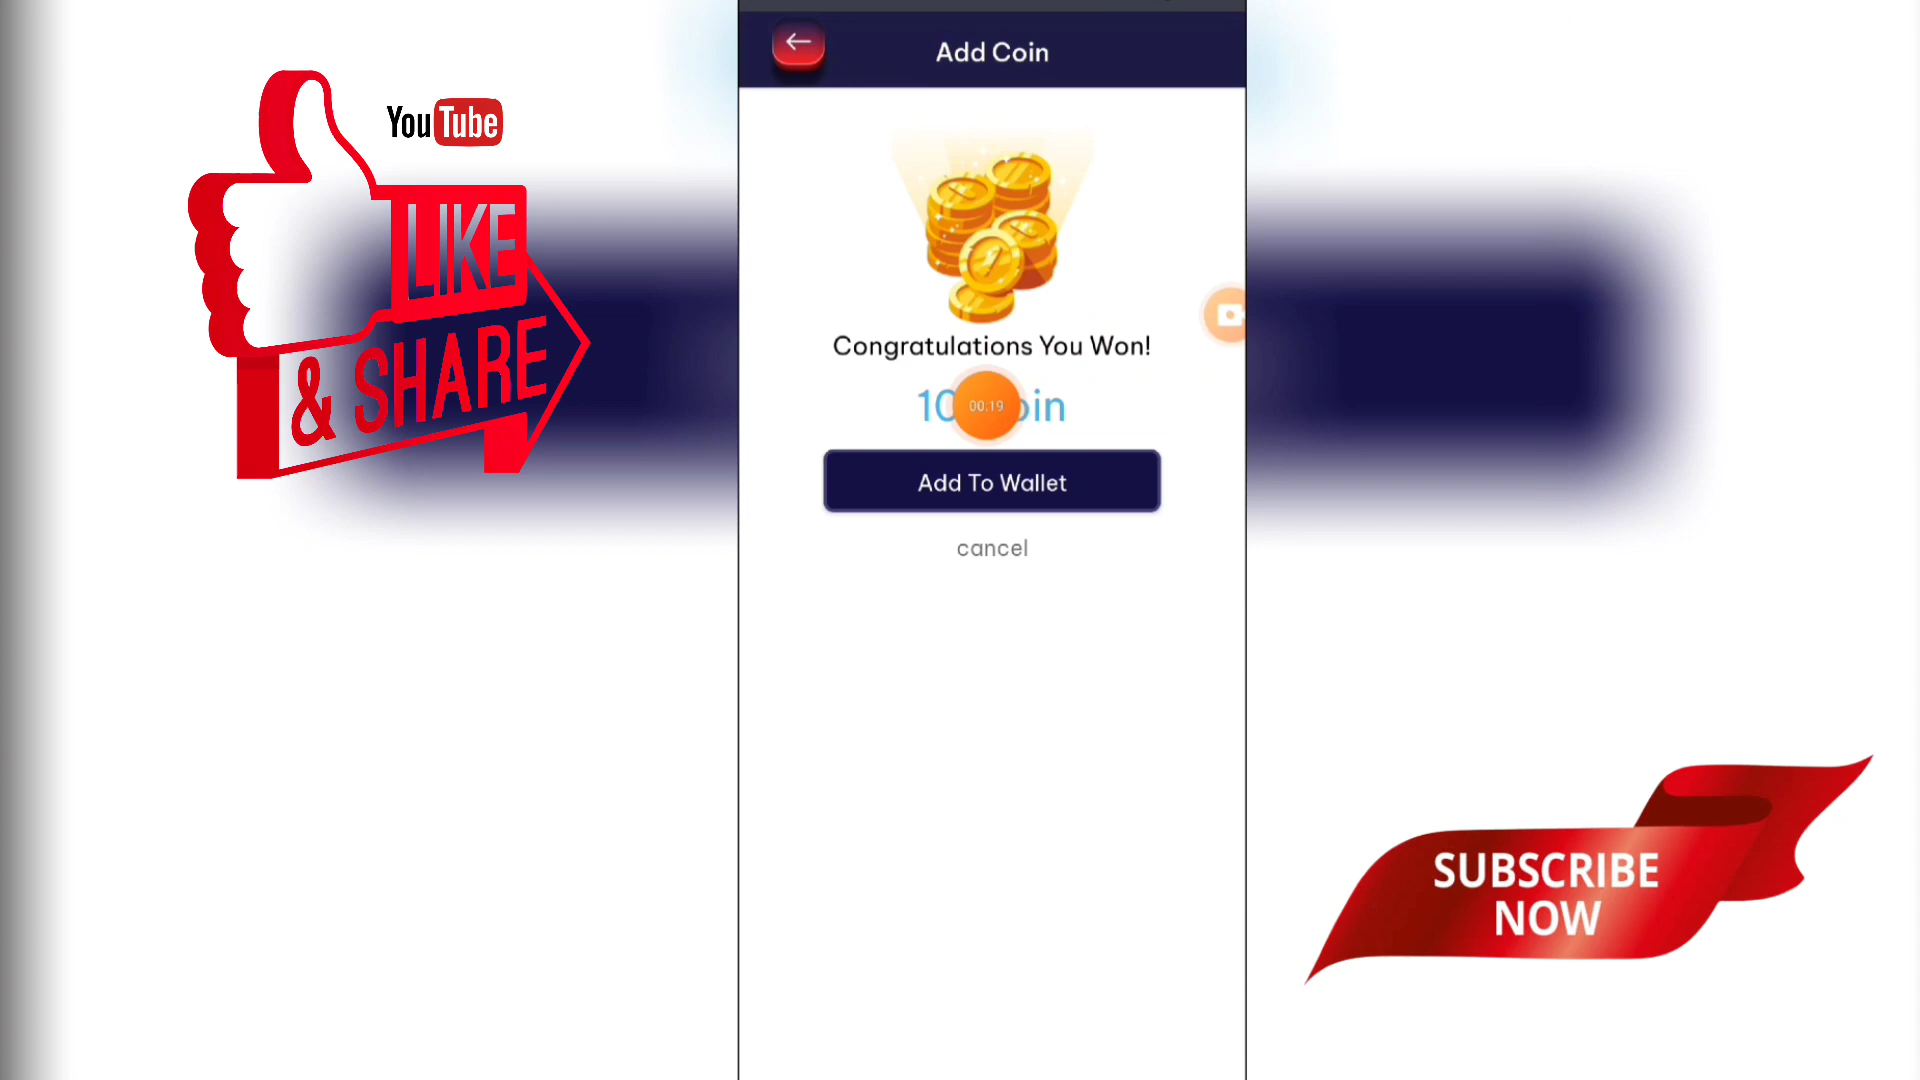 Add Coin
YouTube
LIKE
& SHARE
Congratulations You Won!
00:19
Add To Wallet
cancel
SUBSCRIBE
NOW